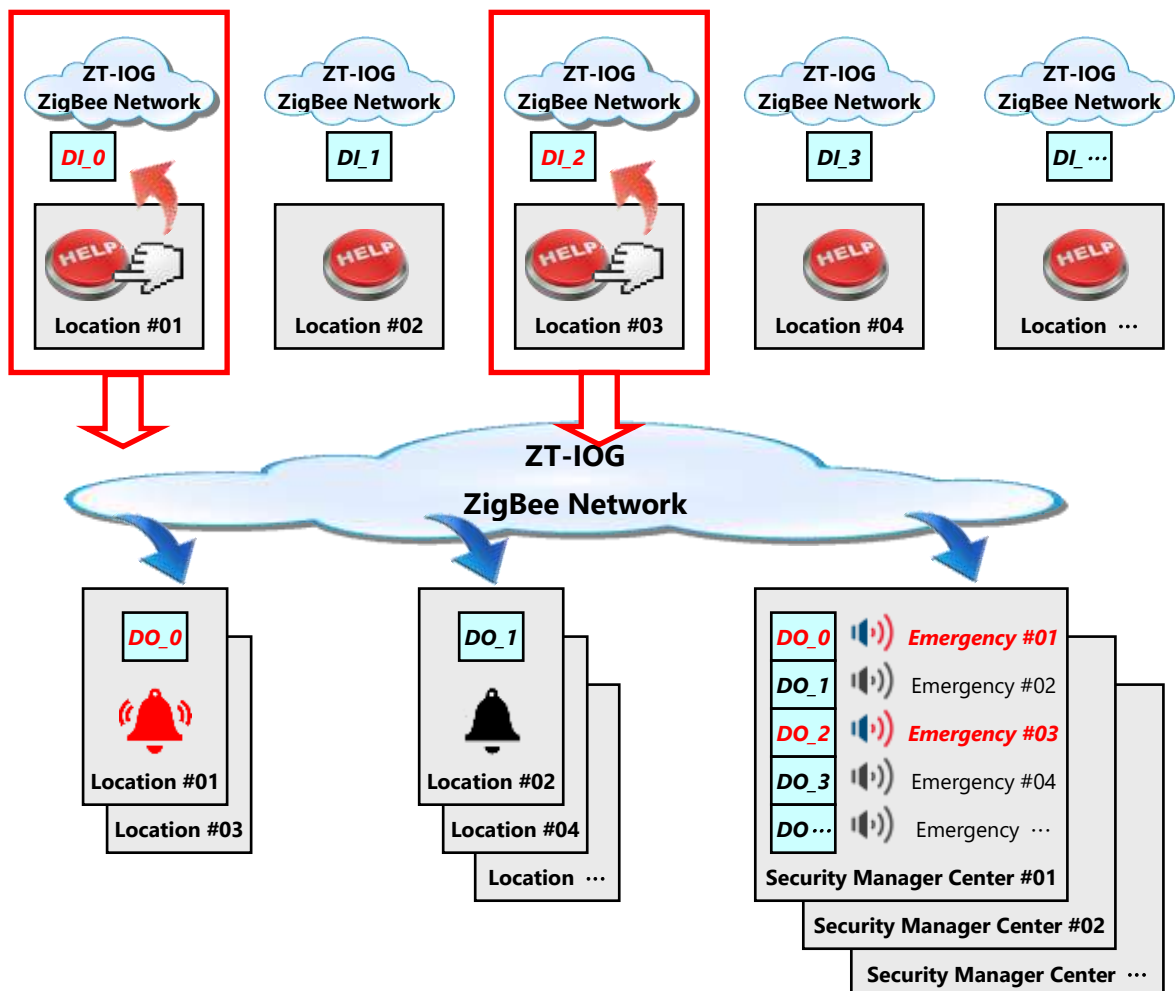 ZT-IOG
ZigBee Network
DI_0
HELP
Location #01
ZT-IOG
ZigBee Network
DI_1
HELP
Location #02
ZT-IOG
ZigBee Network
DI_2
HELP
Location #03
ZT-IOG
ZigBee Network
DI_3
HELP
Location #04
ZT-IOG
ZigBee Network
DI_…
HELP
Location …
ZT-IOG
ZigBee Network
DO_0
Location #01
Location #03
DO_1
Location #02
Location #04
Location …
DO_0 Emergency #01
DO_1 Emergency #02
DO_2 Emergency #03
DO_3 Emergency #04
DO… Emergency …
Security Manager Center #01
Security Manager Center #02
Security Manager Center …